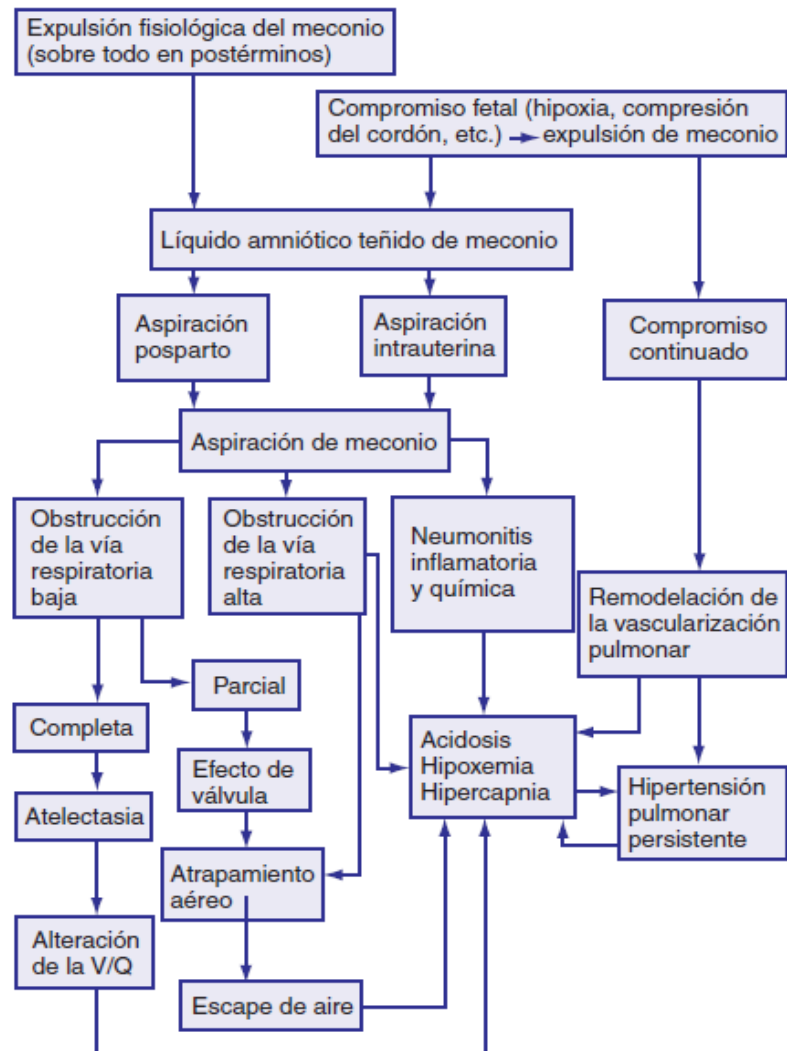 Expulsión fisiológica del meconio
(sobre todo en postérminos)
Compromiso fetal (hipoxia, compresión
del cordón, etc.) → expulsión de meconio
Líquido amniótico teñido de meconio
Aspiración
posparto
Aspiración
intrauterina
Compromiso
continuado
Aspiración de meconio
Obstrucción
de la vía
respiratoria
baja
Obstrucción
de la vía
respiratoria
alta
Neumonitis
inflamatoria
y química
Remodelación de
la vascularización
pulmonar
Parcial
Completa
Acidosis
Hipoxemia
Hipercapnia
Efecto de
válvula
Hipertensión
pulmonar
persistente
Atelectasia
Atrapamiento
aéreo
Alteración
de la V/Q
Escape de aire